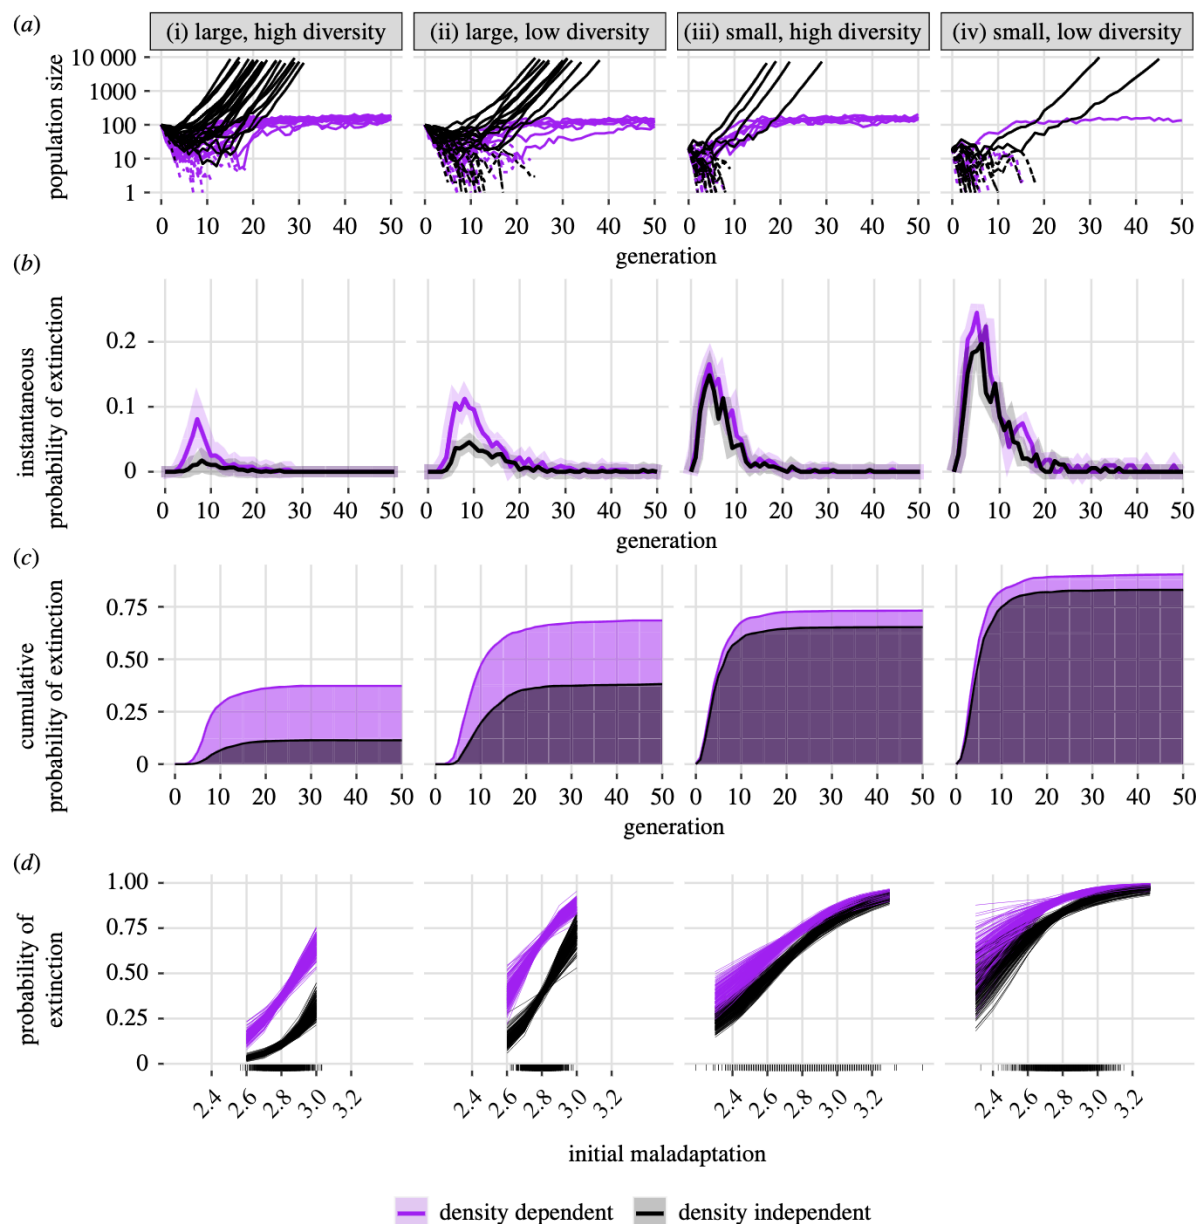 (a)
(i) large, high diversity
(ii) large, low diversity
(iii) small, high diversity
(iv) small, low diversity
population size
10 000
1000
100
10
1
0 10 20 30 40 50
0 10 20 30 40 50
0 10 20 30 40 50
0 10 20 30 40 50
generation
(b)
instantaneous
probability of extinction
0.2
0.1
0
0 10 20 30 40 50
0 10 20 30 40 50
0 10 20 30 40 50
0 10 20 30 40 50
generation
(c)
cumulative
probability of extinction
0.75
0.50
0.25
0
0 10 20 30 40 50
0 10 20 30 40 50
0 10 20 30 40 50
0 10 20 30 40 50
generation
(d)
probability of
extinction
1.00
0.75
0.50
0.25
0
2.4 2.6 2.8 3.0 3.2
2.4 2.6 2.8 3.0 3.2
2.4 2.6 2.8 3.0 3.2
2.4 2.6 2.8 3.0 3.2
initial maladaptation
density dependent
density independent